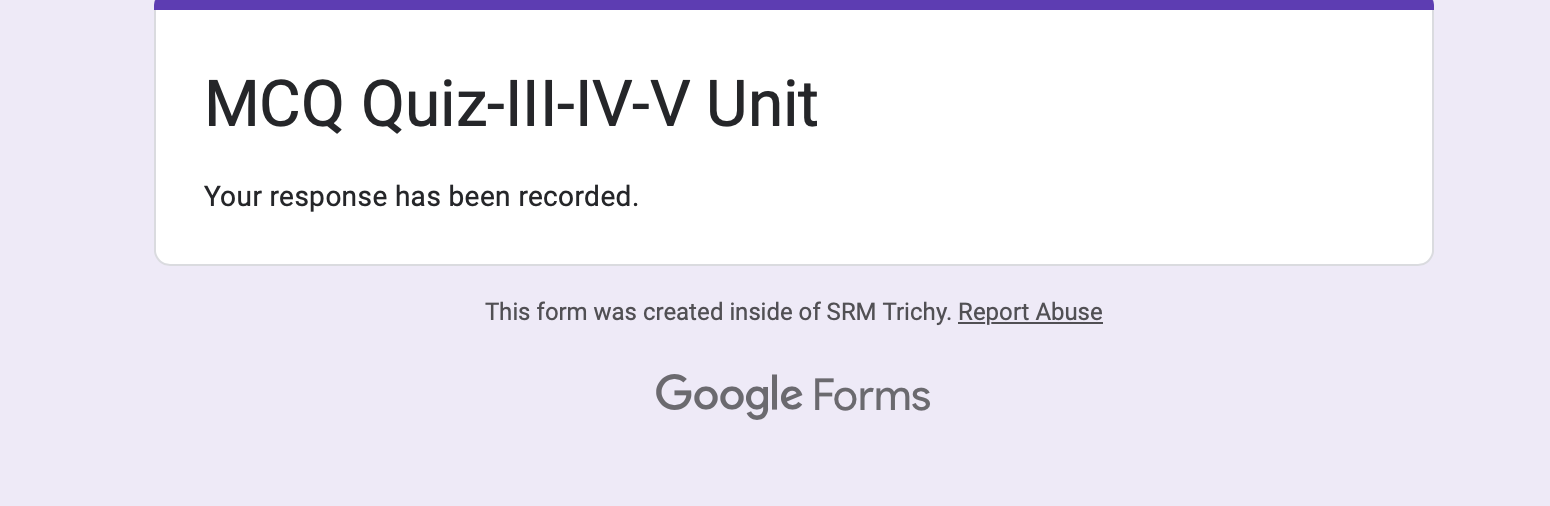 MCQ Quiz-III-IV-V Unit
Your response has been recorded.
This form was created inside of SRM Trichy. Report Abuse
Google Forms